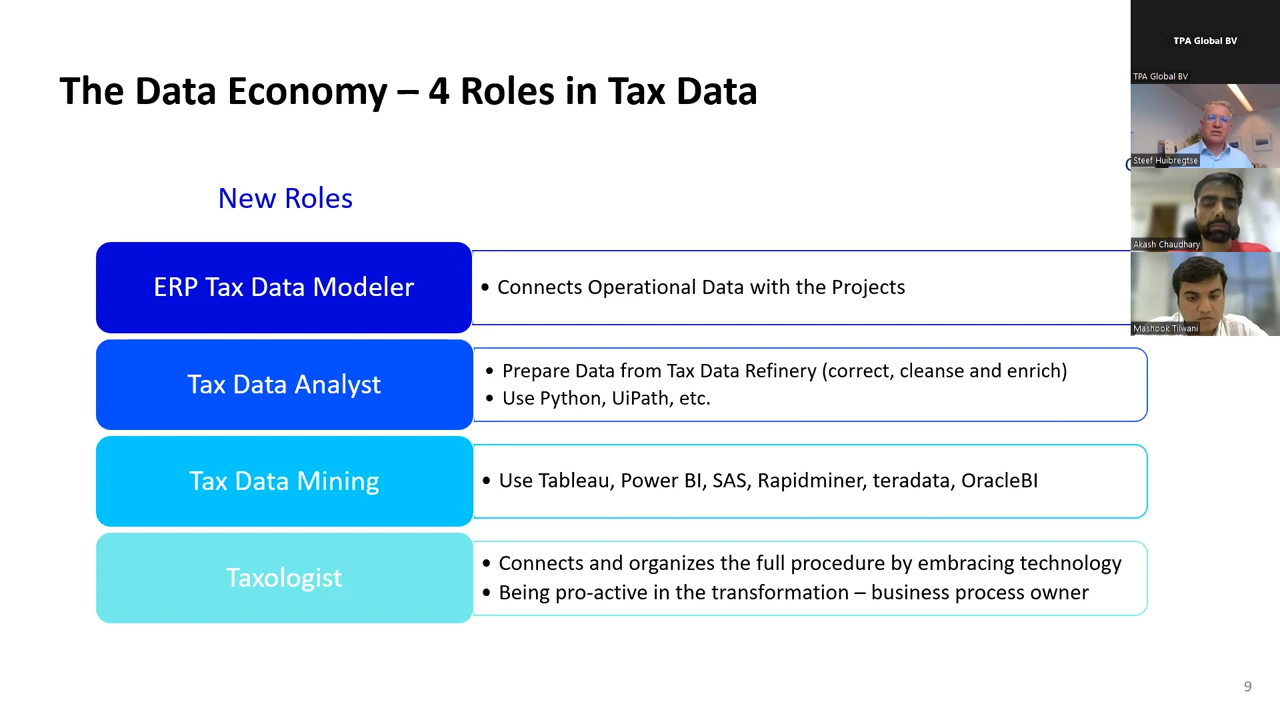 The Data Economy – 4 Roles in Tax Data
New Roles
ERP Tax Data Modeler
• Connects Operational Data with the Projects
Tax Data Analyst
• Prepare Data from Tax Data Refinery (correct, cleanse and enrich)
• Use Python, UiPath, etc.
Tax Data Mining
• Use Tableau, Power BI, SAS, Rapidminer, teradata, OracleBI
Taxologist
• Connects and organizes the full procedure by embracing technology
• Being pro-active in the transformation – business process owner
9
TPA Global BV
TPA Global BV
Steef Huibregtse
Akash Chaudhary
Mashook Tilwani